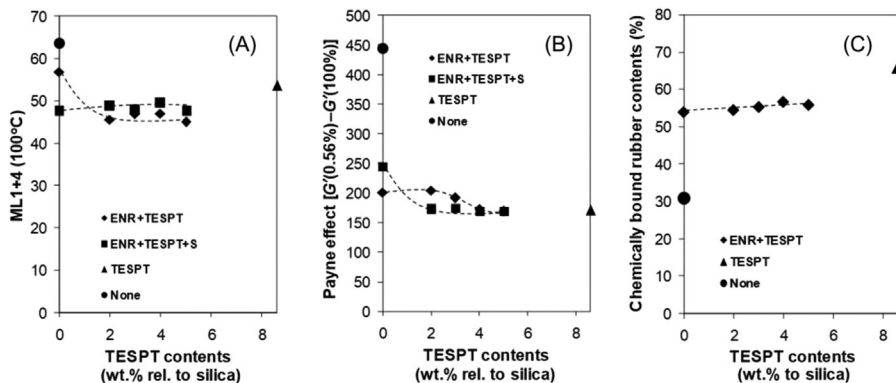 (A)
ML1+4 (100°C)
70
60
50
40
30
20
10
0
ENR+TESPT
ENR+TESPT+S
TESPT
None
0 2 4 6 8
TESPT contents
(wt.% rel. to silica)
(B)
Payne effect [G′(0.56%)–G′(100%)]
500
450
400
350
300
250
200
150
100
50
0
ENR+TESPT
ENR+TESPT+S
TESPT
None
0 2 4 6 8
TESPT contents
(wt.% rel. to silica)
(C)
Chemically bound rubber contents (%)
80
70
60
50
40
30
20
10
0
ENR+TESPT
TESPT
None
0 2 4 6 8
TESPT contents
(wt.% rel. to silica)